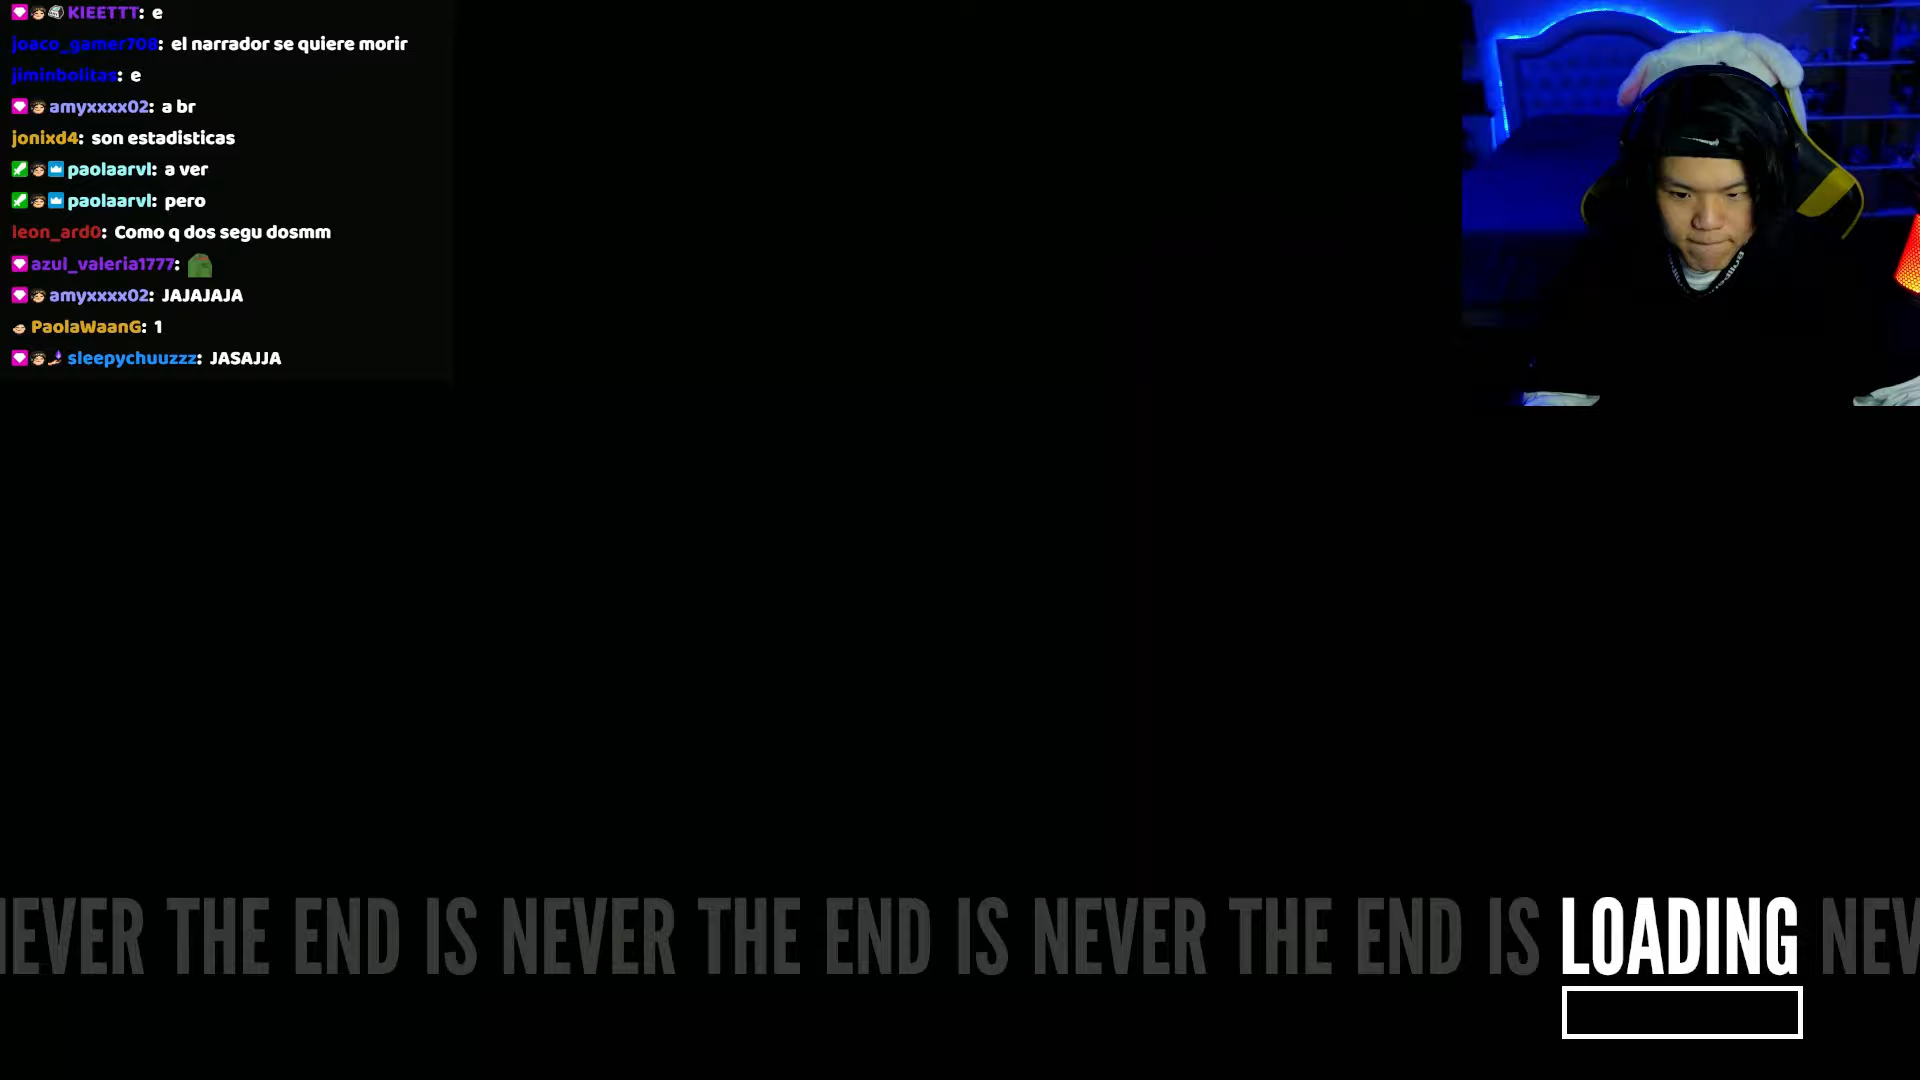 KIEETTT: e
joaco_gamer708: el narrador se quiere morir
jiminbolitas: e
amyxxxx02: a br
jonixd4: son estadisticas
paolaarvl: a ver
paolaarvl: pero
leon_ard0: Como q dos segu dosmm
azul_valeria1777:
amyxxxx02: JAJAJAJA
PaolaWaanG: 1
sleepychuuzzz: JASAJJA
NEVER THE END IS NEVER THE END IS NEVER THE END IS LOADING NEV